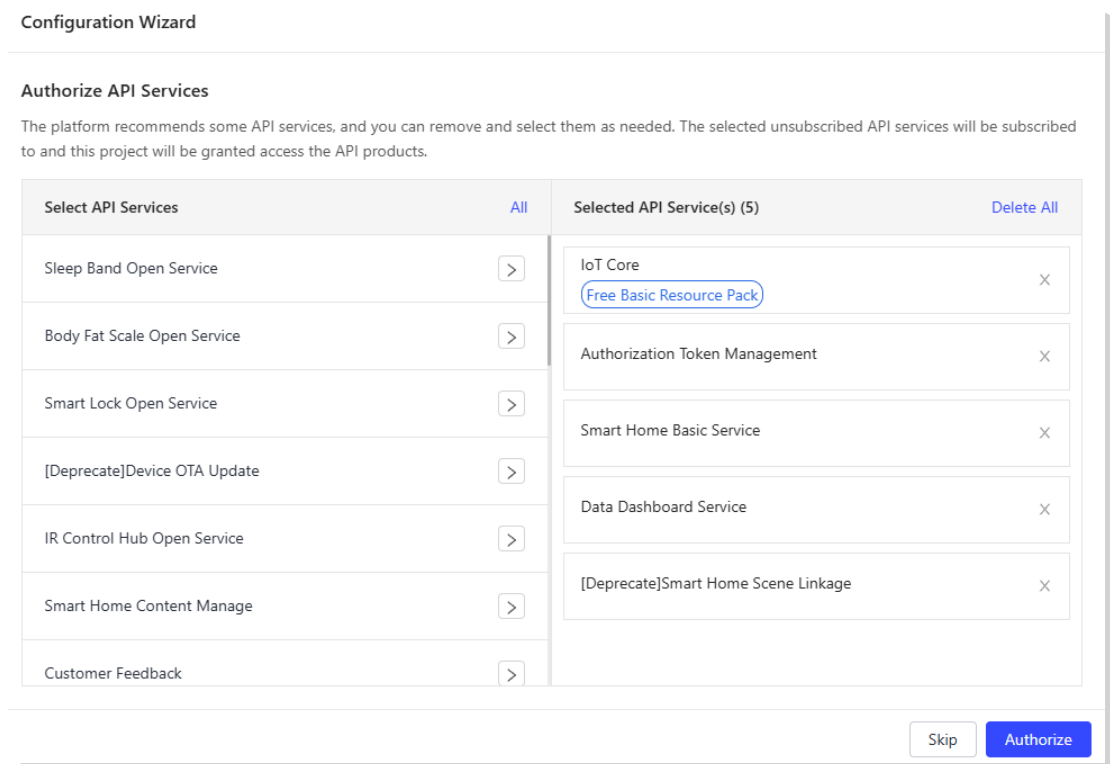 Configuration Wizard
Authorize API Services
The platform recommends some API services, and you can remove and select them as needed. The selected unsubscribed API services will be subscribed
to and this project will be granted access the API products.
Select API Services
All
Sleep Band Open Service
Body Fat Scale Open Service
Smart Lock Open Service
[Deprecate]Device OTA Update
IR Control Hub Open Service
Smart Home Content Manage
Customer Feedback
Selected API Service(s) (5)
Delete All
IoT Core
Free Basic Resource Pack
Authorization Token Management
Smart Home Basic Service
Data Dashboard Service
[Deprecate]Smart Home Scene Linkage
Skip
Authorize